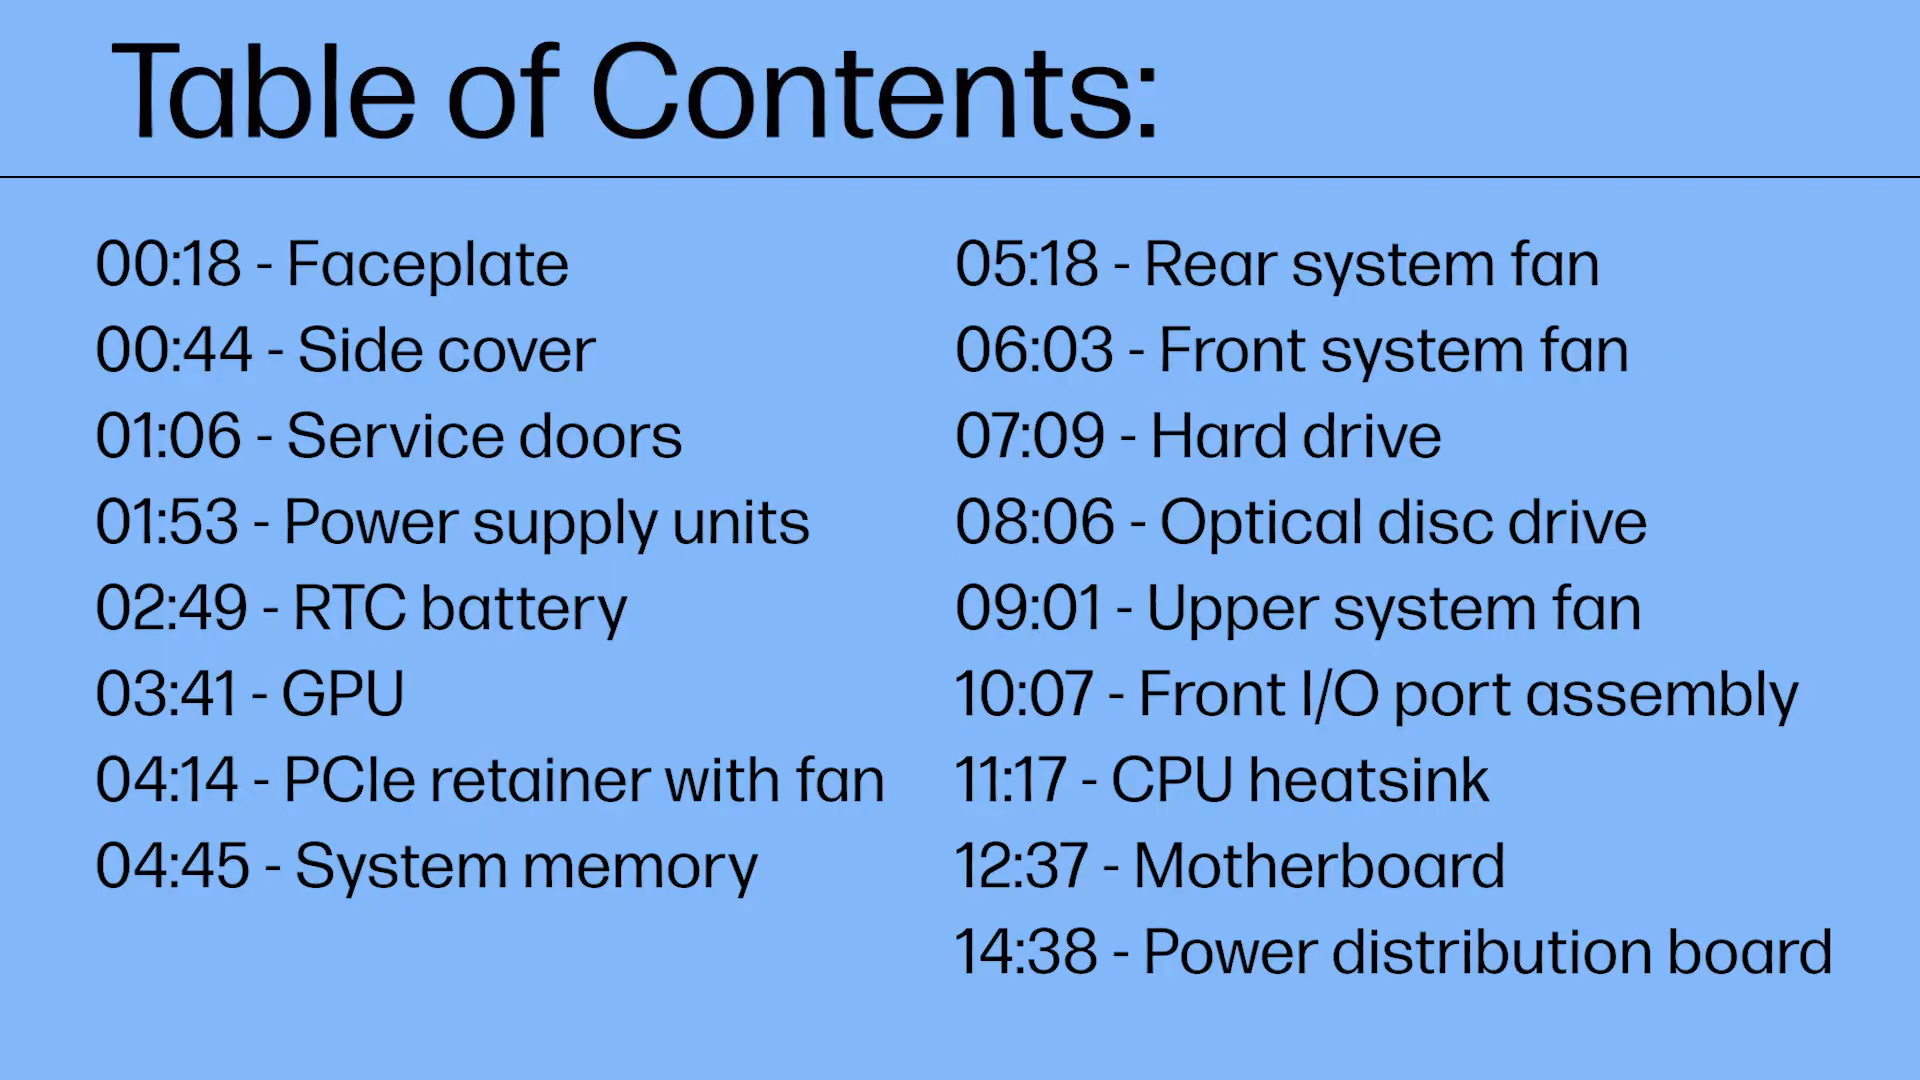 Table of Contents:
00:18 - Faceplate
00:44 - Side cover
01:06 - Service doors
01:53 - Power supply units
02:49 - RTC battery
03:41 - GPU
04:14 - PCIe retainer with fan
04:45 - System memory
05:18 - Rear system fan
06:03 - Front system fan
07:09 - Hard drive
08:06 - Optical disc drive
09:01 - Upper system fan
10:07 - Front I/O port assembly
11:17 - CPU heatsink
12:37 - Motherboard
14:38 - Power distribution board